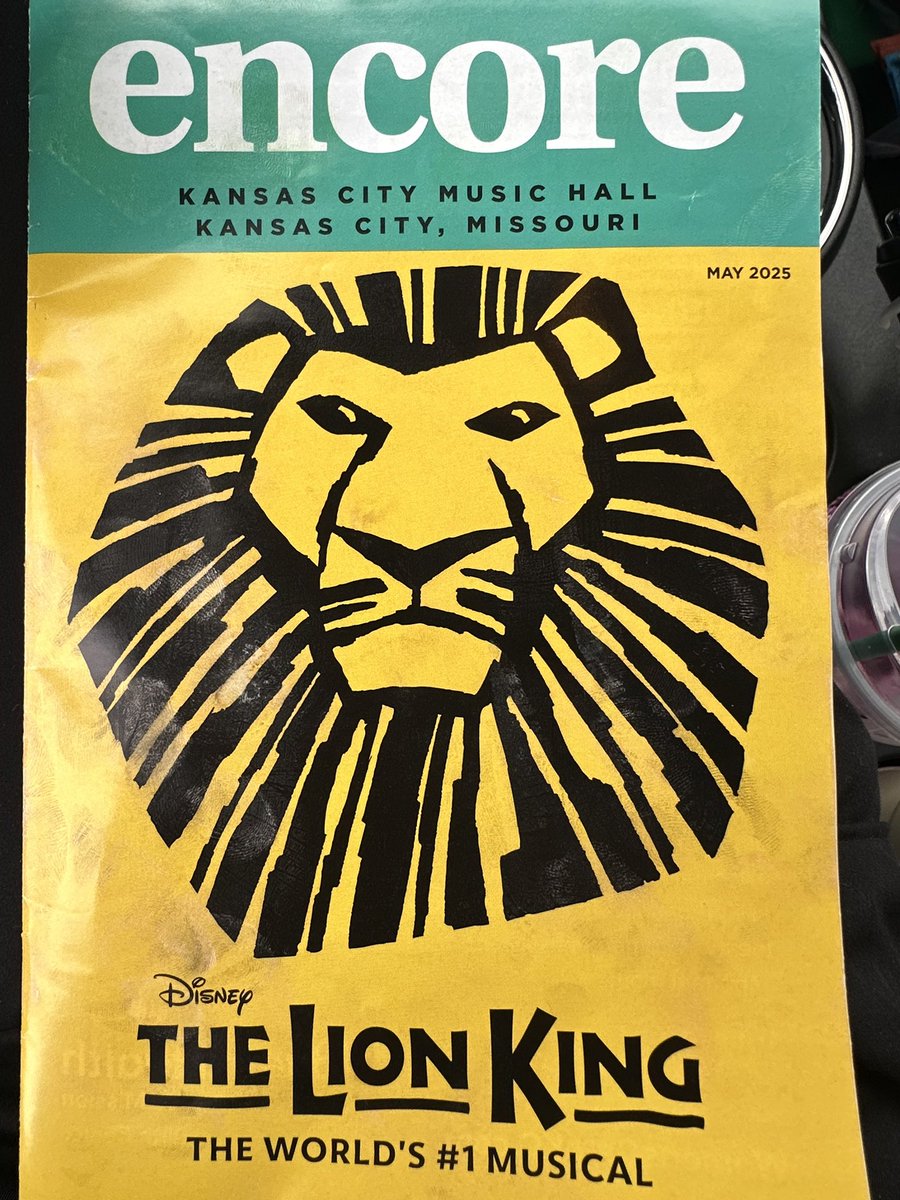 encore
KANSAS CITY MUSIC HALL
KANSAS CITY, MISSOURI
MAY 2025
Disney
THE LION KING
THE WORLD'S #1 MUSICAL